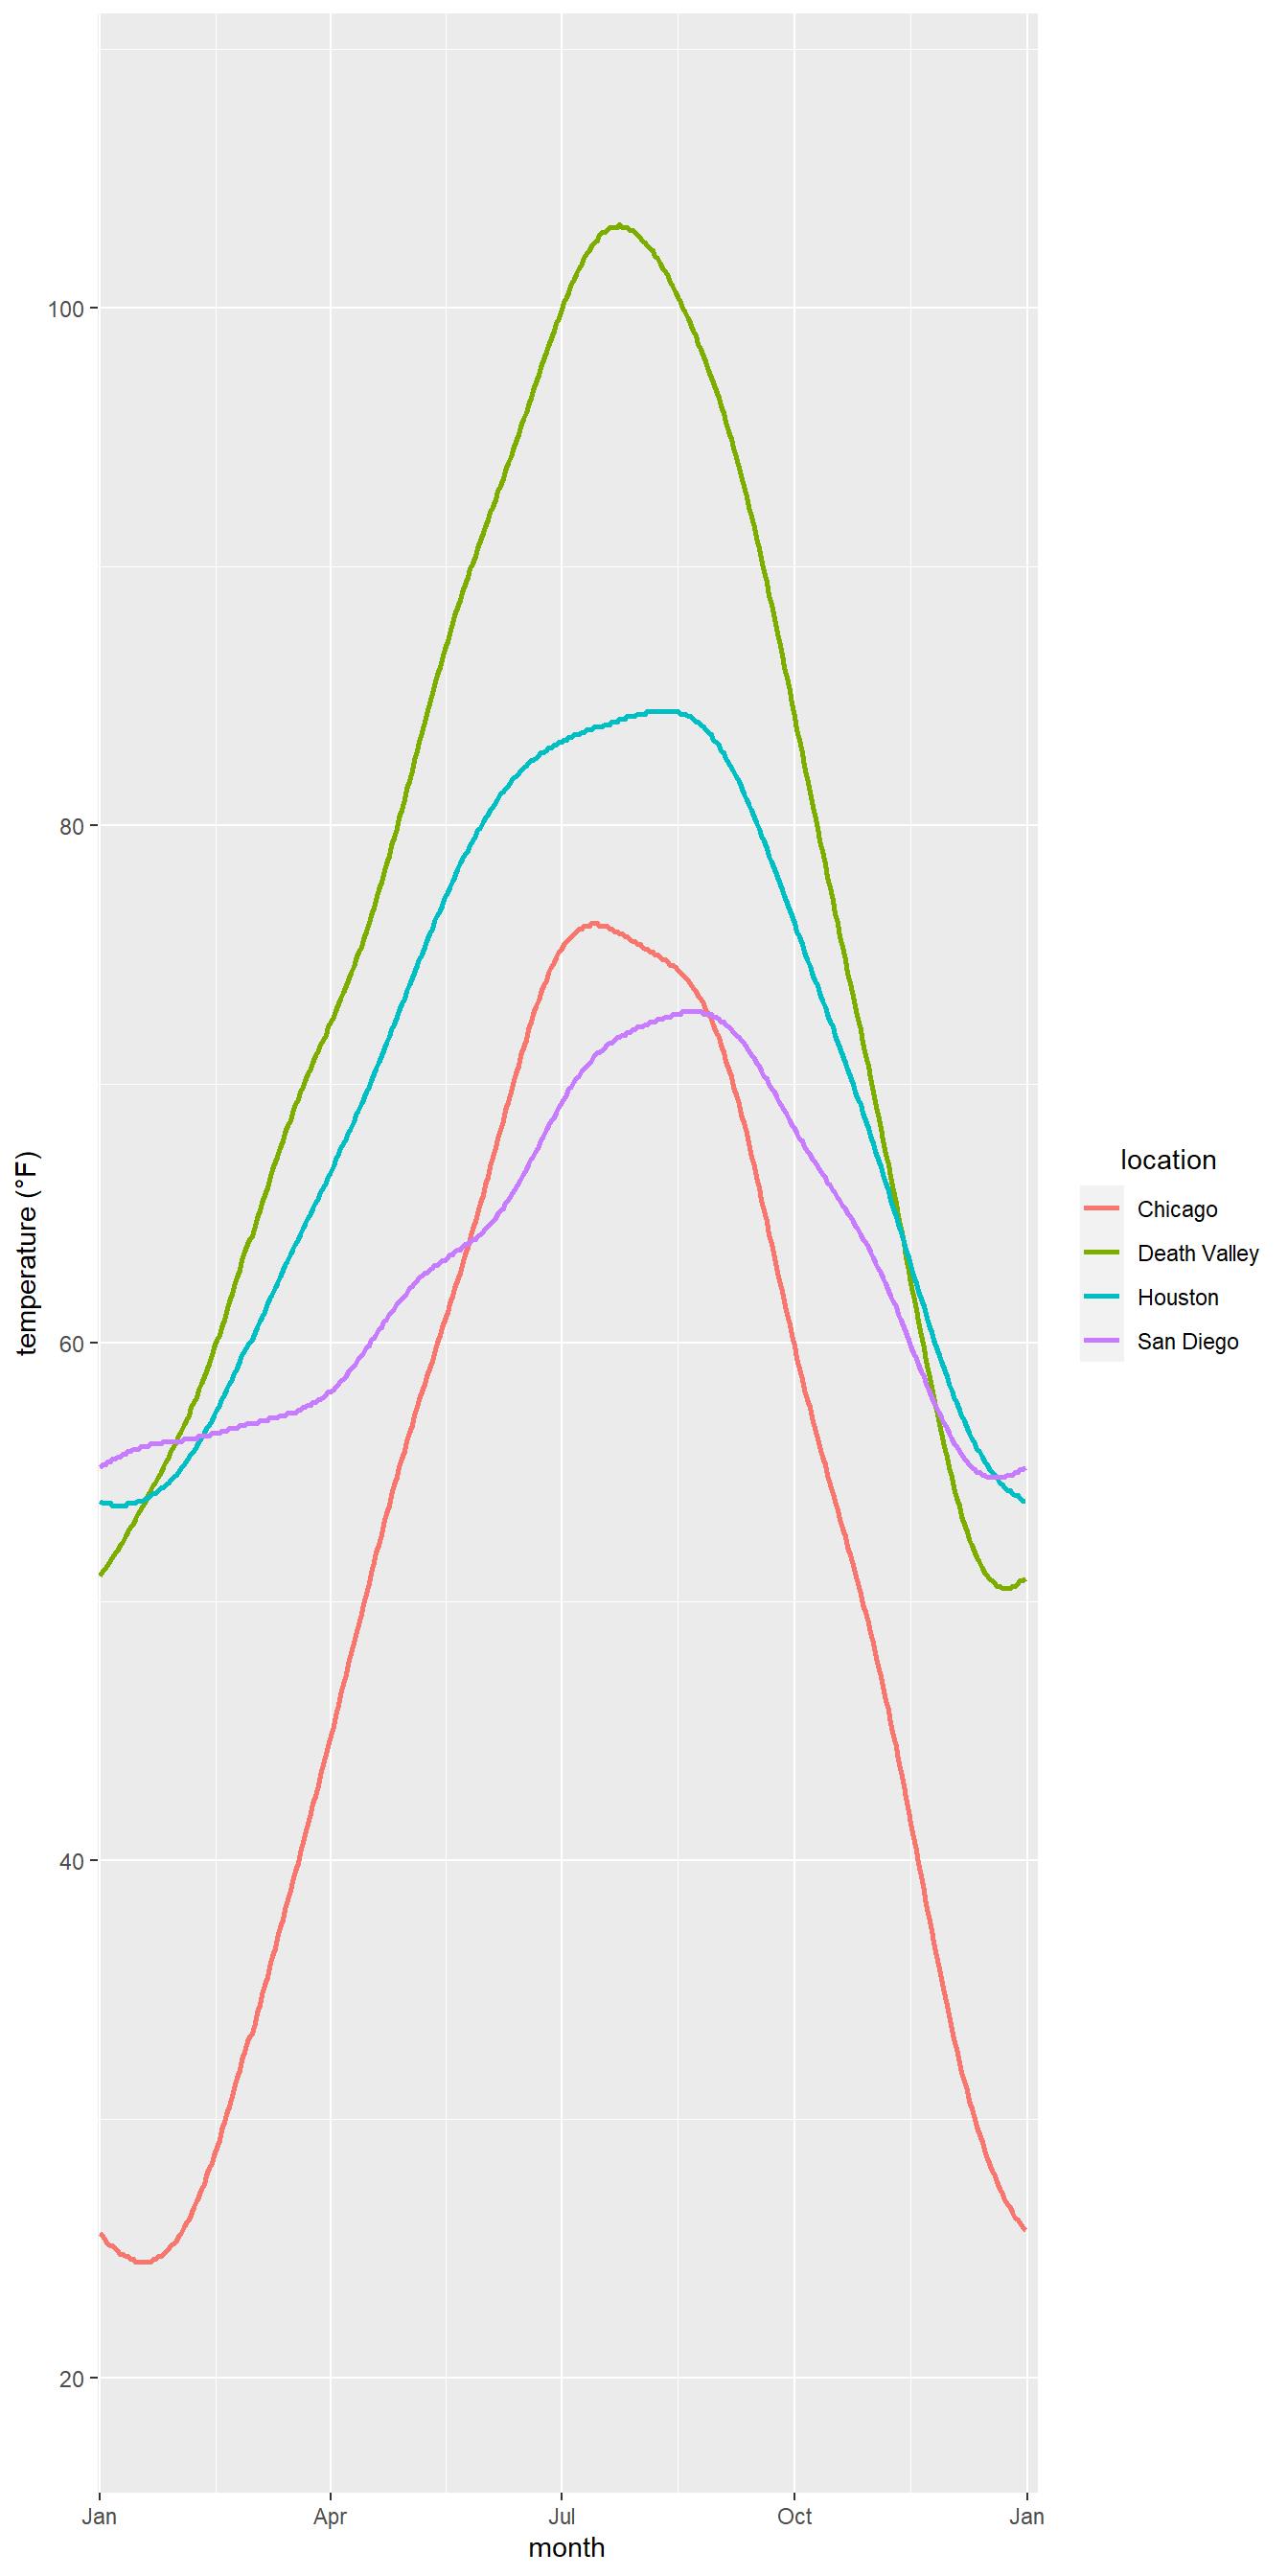 100
80
60
40
20
temperature (°F)
Jan
Apr
Jul
Oct
Jan
month
location
Chicago
Death Valley
Houston
San Diego